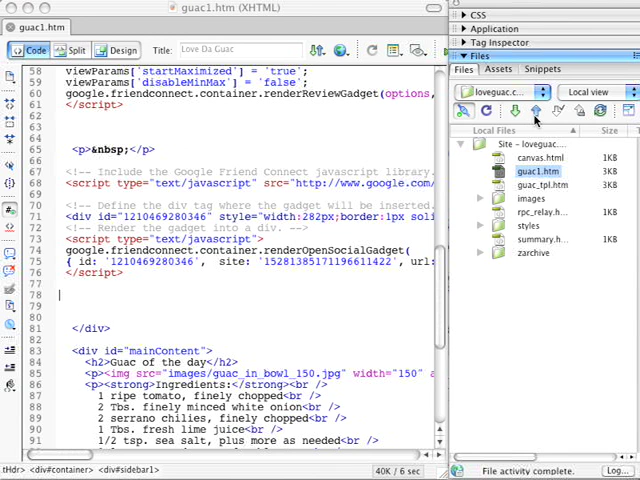 guac1.htm (XHTML)
guac1.htm
Code
Split
Design
Title:
Love Da Guac
58 viewParams['startMaximized'] = 'true';
59 viewParams['disableMinMax'] = 'false';
60 google.friendconnect.container.renderReviewGadget(options,
61 </script>
62
63
65 <p>&nbsp;</p>
66
67 <!-- Include the Google Friend Connect javascript library.
68 <script type="text/javascript" src="http://www.google.com/
69
70 <!-- Define the div tag where the gadget will be inserted.
71 <div id="1210469280346" style="width:282px;border:1px soli
72 <!-- Render the gadget into a div. -->
73 <script type="text/javascript">
74 google.friendconnect.container.renderOpenSocialGadget(
75 { id: '1210469280346', site: '15281385171196611422', url:
76 </script>
77
78
79
80
81 </div>
82
83 <div id="mainContent">
84 <h2>Guac of the day</h2>
85 <p><img src="images/guac_in_bowl_150.jpg" width="150" a
86 <p><strong>Ingredients:</strong><br />
87 1 ripe tomato, finely chopped<br />
88 2 Tbs. finely minced white onion<br />
89 2 serrano chilies, finely chopped<br />
90 1 Tbs. fresh lime juice<br />
91 1/2 tsp. sea salt, plus more as needed<br />
tHdr> <div#container> <div#sidebar1>
40K / 6 sec
CSS
Application
Tag Inspector
Files
Files
Assets
Snippets
loveguac.c...
Local view
Local Files
Size
Site - loveguac...
canvas.html 1KB
guac1.htm 3KB
guac_tpl.htm 3KB
images
rpc_relay.h... 1KB
styles
summary.h... 1KB
zarchive
File activity complete.
Log...